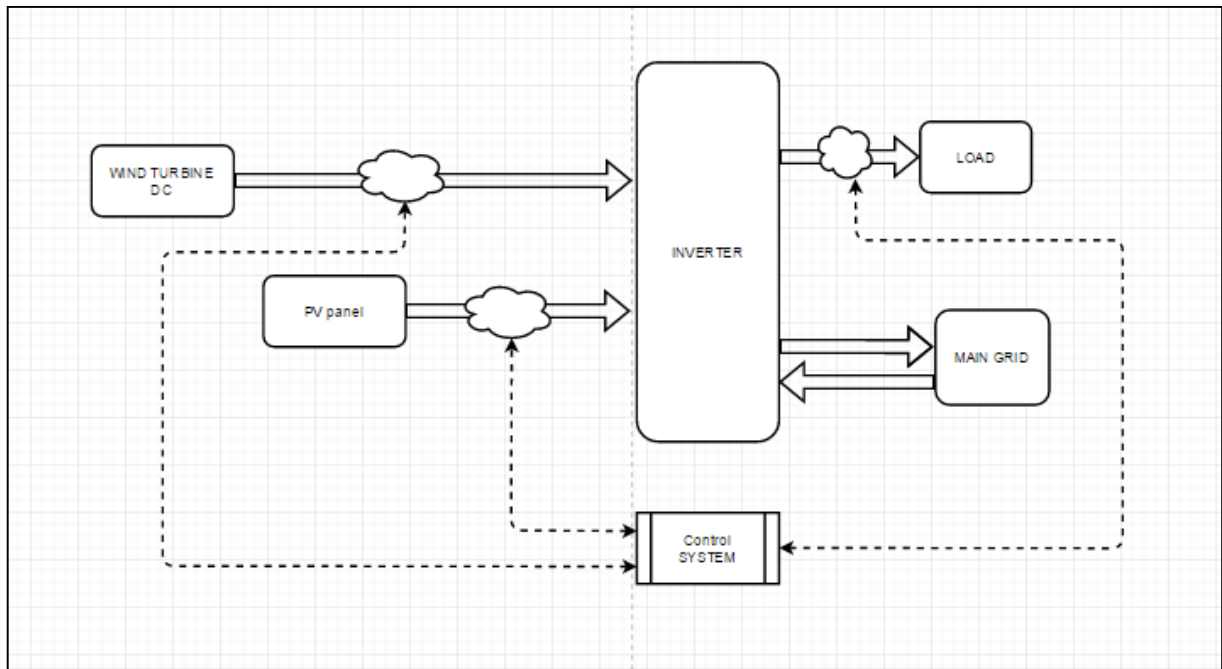 WIND TURBINE
DC
PV panel
INVERTER
LOAD
MAIN GRID
Control
SYSTEM